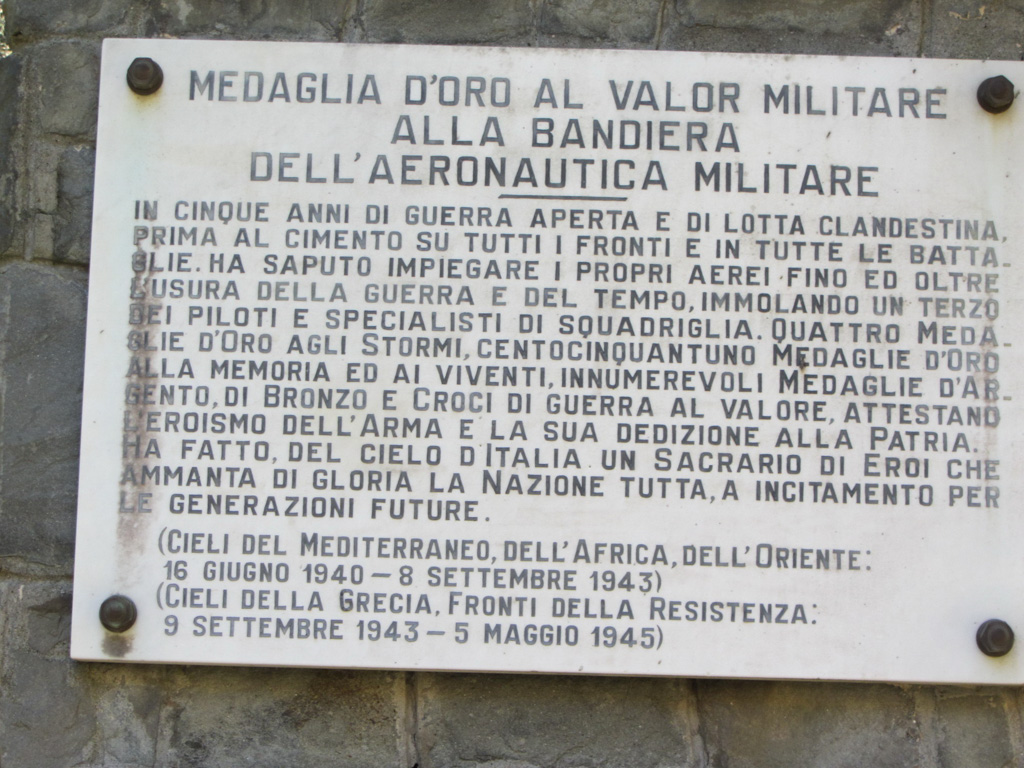 MEDAGLIA D'ORO AL VALOR MILITARE
ALLA BANDIERA
DELL'AERONAUTICA MILITARE
IN CINQUE ANNI DI GUERRA APERTA E DI LOTTA CLANDESTINA,
PRIMA AL CIMENTO SU TUTTI I FRONTI E IN TUTTE LE BATTA-
GLIE. HA SAPUTO IMPIEGARE I PROPRI AEREI FINO ED OLTRE
L'USURA DELLA GUERRA E DEL TEMPO, IMMOLANDO UN TERZO
DEI PILOTI E SPECIALISTI DI SQUADRIGLIA. QUATTRO MEDA-
GLIE D'ORO AGLI STORMI, CENTOCINQUANTUNO MEDAGLIE D'ORO
ALLA MEMORIA ED AI VIVENTI, INNUMEREVOLI MEDAGLIE D'AR-
GENTO, DI BRONZO E CROCI DI GUERRA AL VALORE, ATTESTANO
L'EROISMO DELL'ARMA E LA SUA DEDIZIONE ALLA PATRIA.
HA FATTO, DEL CIELO D'ITALIA UN SACRARIO DI EROI CHE
AMMANTA DI GLORIA LA NAZIONE TUTTA, A INCITAMENTO PER
LE GENERAZIONI FUTURE.
(CIELI DEL MEDITERRANEO, DELL'AFRICA, DELL'ORIENTE:
16 GIUGNO 1940 - 8 SETTEMBRE 1943)
(CIELI DELLA GRECIA, FRONTI DELLA RESISTENZA:
9 SETTEMBRE 1943 - 5 MAGGIO 1945)